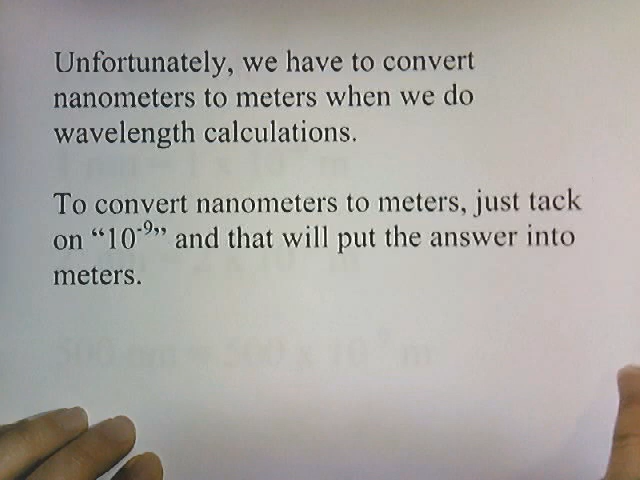 Unfortunately, we have to convert
nanometers to meters when we do
wavelength calculations.
To convert nanometers to meters, just tack
on “10⁻⁹” and that will put the answer into
meters.